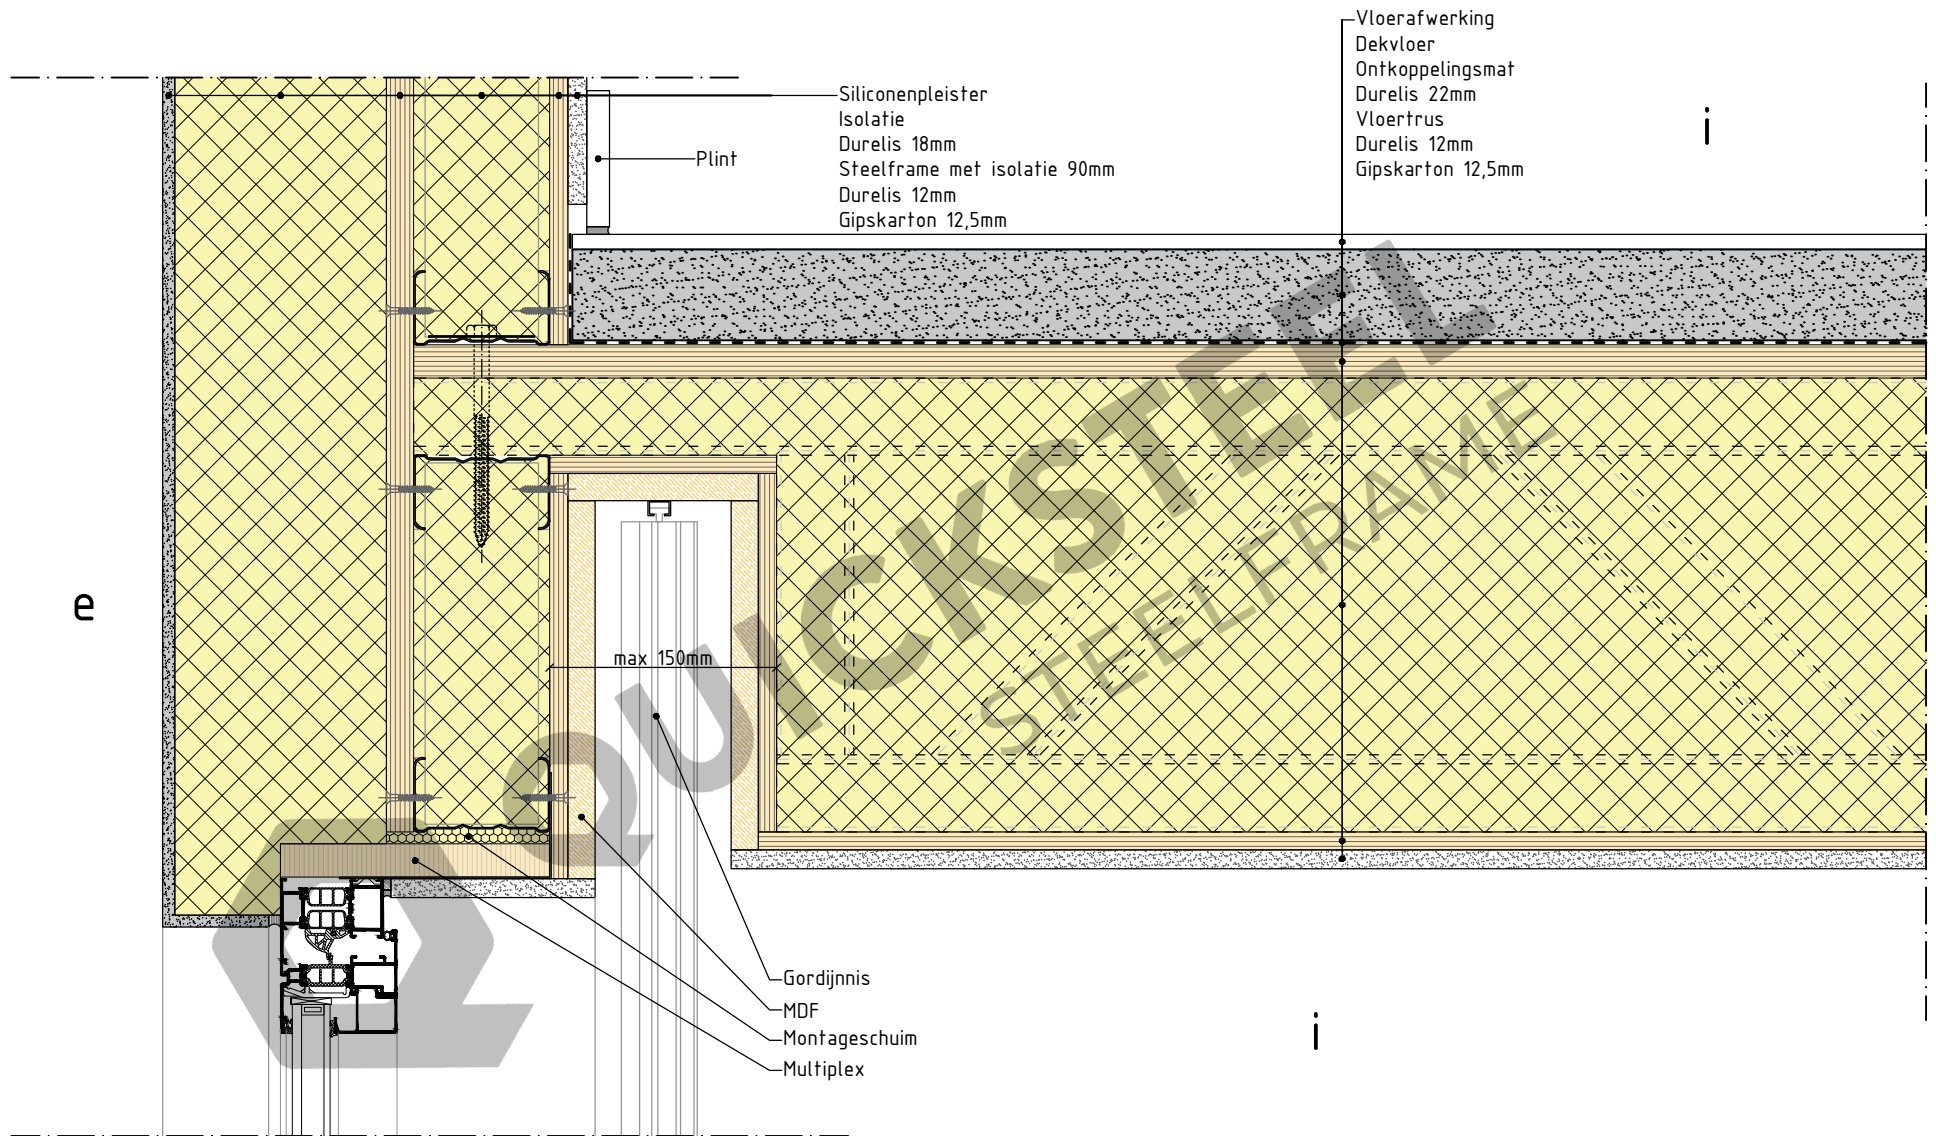 Vloerafwerking
Dekvloer
Ontkoppelingsmat
Durelis 22mm
Vloertrus
Durelis 12mm
Gipskarton 12,5mm
i
Siliconenpleister
Isolatie
Durelis 18mm
Steelframe met isolatie 90mm
Durelis 12mm
Gipskarton 12,5mm
Plint
e
max 150mm
QUICKSTEEL
STEELFRAME
Gordijnnis
MDF
Montageschuim
Multiplex
i